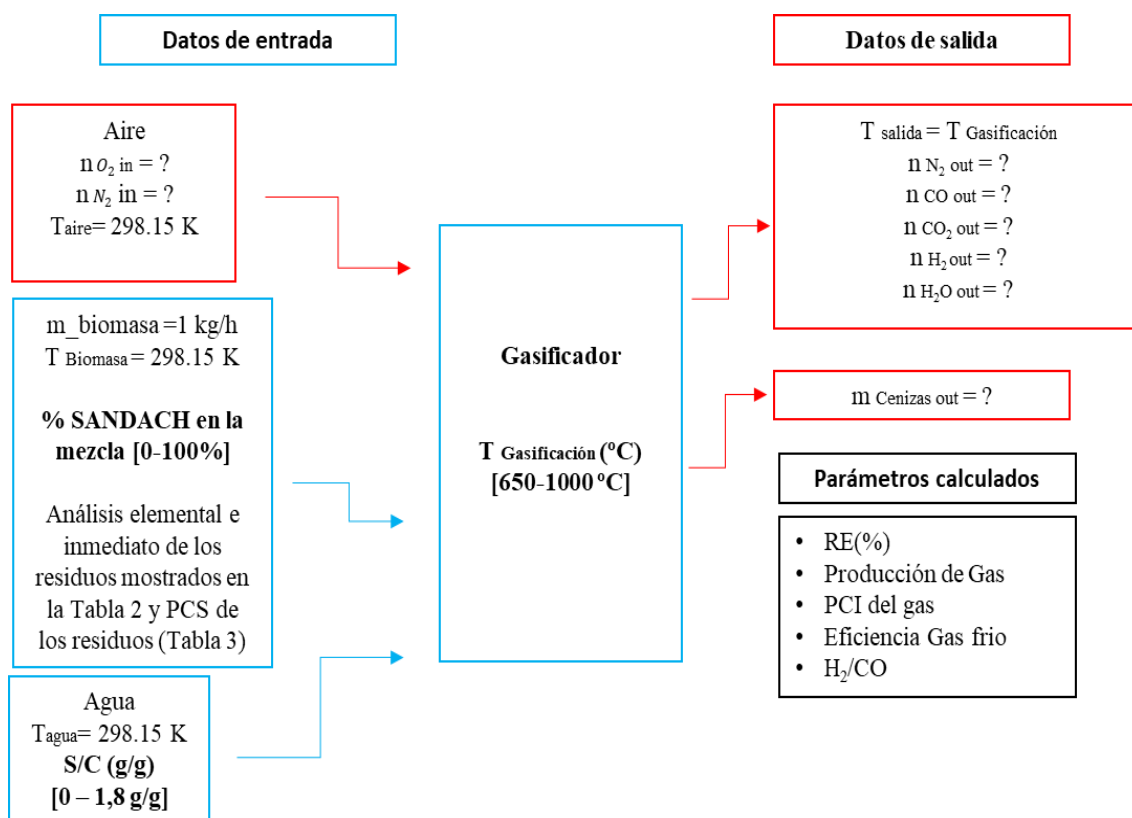 Datos de entrada
Aire
n O₂ in = ?
n N₂ in = ?
Taire= 298.15 K
m_biomasa =1 kg/h
T Biomasa = 298.15 K
% SANDACH en la
mezcla [0-100%]
Análisis elemental e
inmediato de los
residuos mostrados en
la Tabla 2 y PCS de
los residuos (Tabla 3)
Agua
Tagua= 298.15 K
S/C (g/g)
[0 – 1,8 g/g]
Gasificador
T Gasificación (ºC)
[650-1000 ºC]
Datos de salida
T salida = T Gasificación
n N₂ out = ?
n CO out = ?
n CO₂ out = ?
n H₂ out = ?
n H₂O out = ?
m Cenizas out = ?
Parámetros calculados
• RE(%)
• Producción de Gas
• PCI del gas
• Eficiencia Gas frio
• H₂/CO